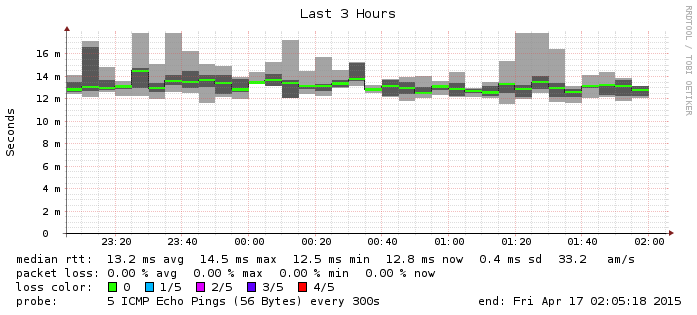 Last 3 Hours
RRDTOOL / TOBI OETIKER
Seconds
16 m
14 m
12 m
10 m
8 m
6 m
4 m
2 m
0
23:20 23:40 00:00 00:20 00:40 01:00 01:20 01:40 02:00
median rtt: 13.2 ms avg 14.5 ms max 12.5 ms min 12.8 ms now 0.4 ms sd 33.2 am/s
packet loss: 0.00 % avg 0.00 % max 0.00 % min 0.00 % now
loss color: 0 1/5 2/5 3/5 4/5
probe: 5 ICMP Echo Pings (56 Bytes) every 300s end: Fri Apr 17 02:05:18 2015